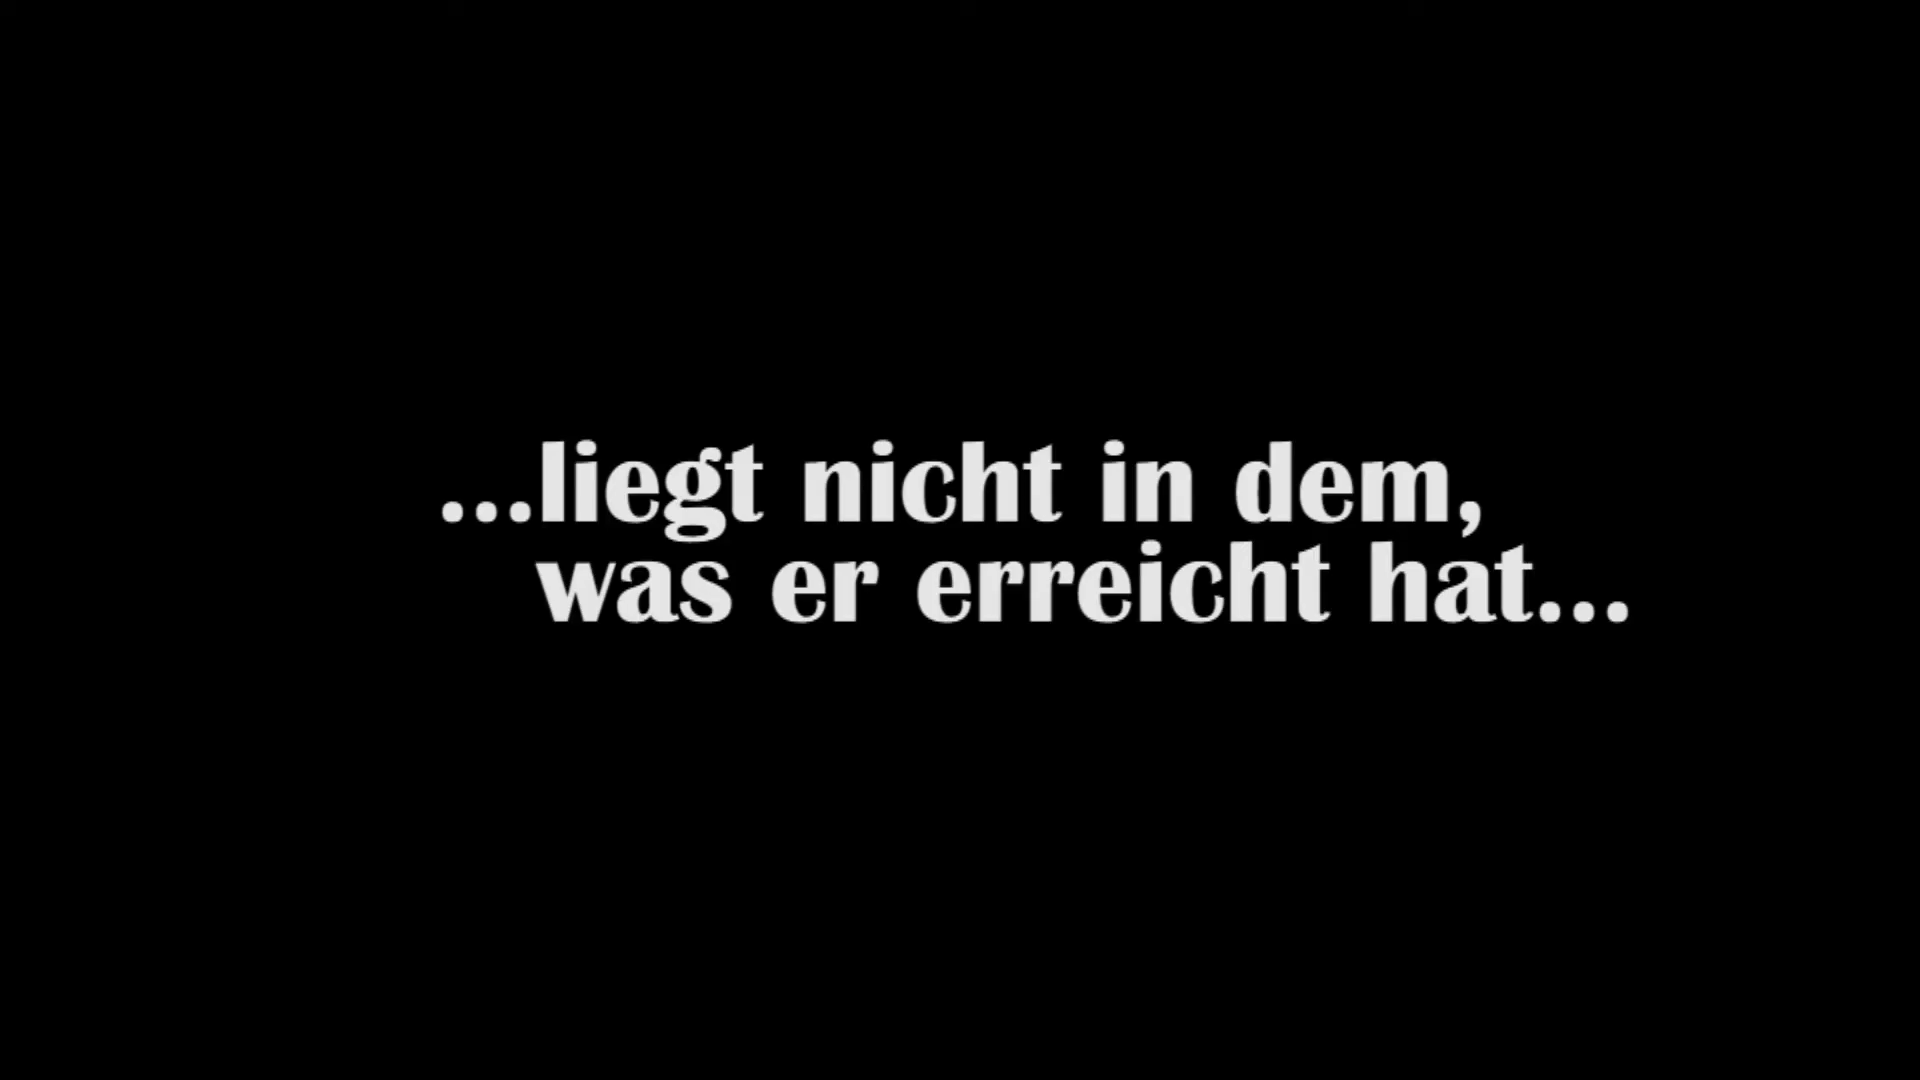 ...liegt nicht in dem,
was er erreicht hat...